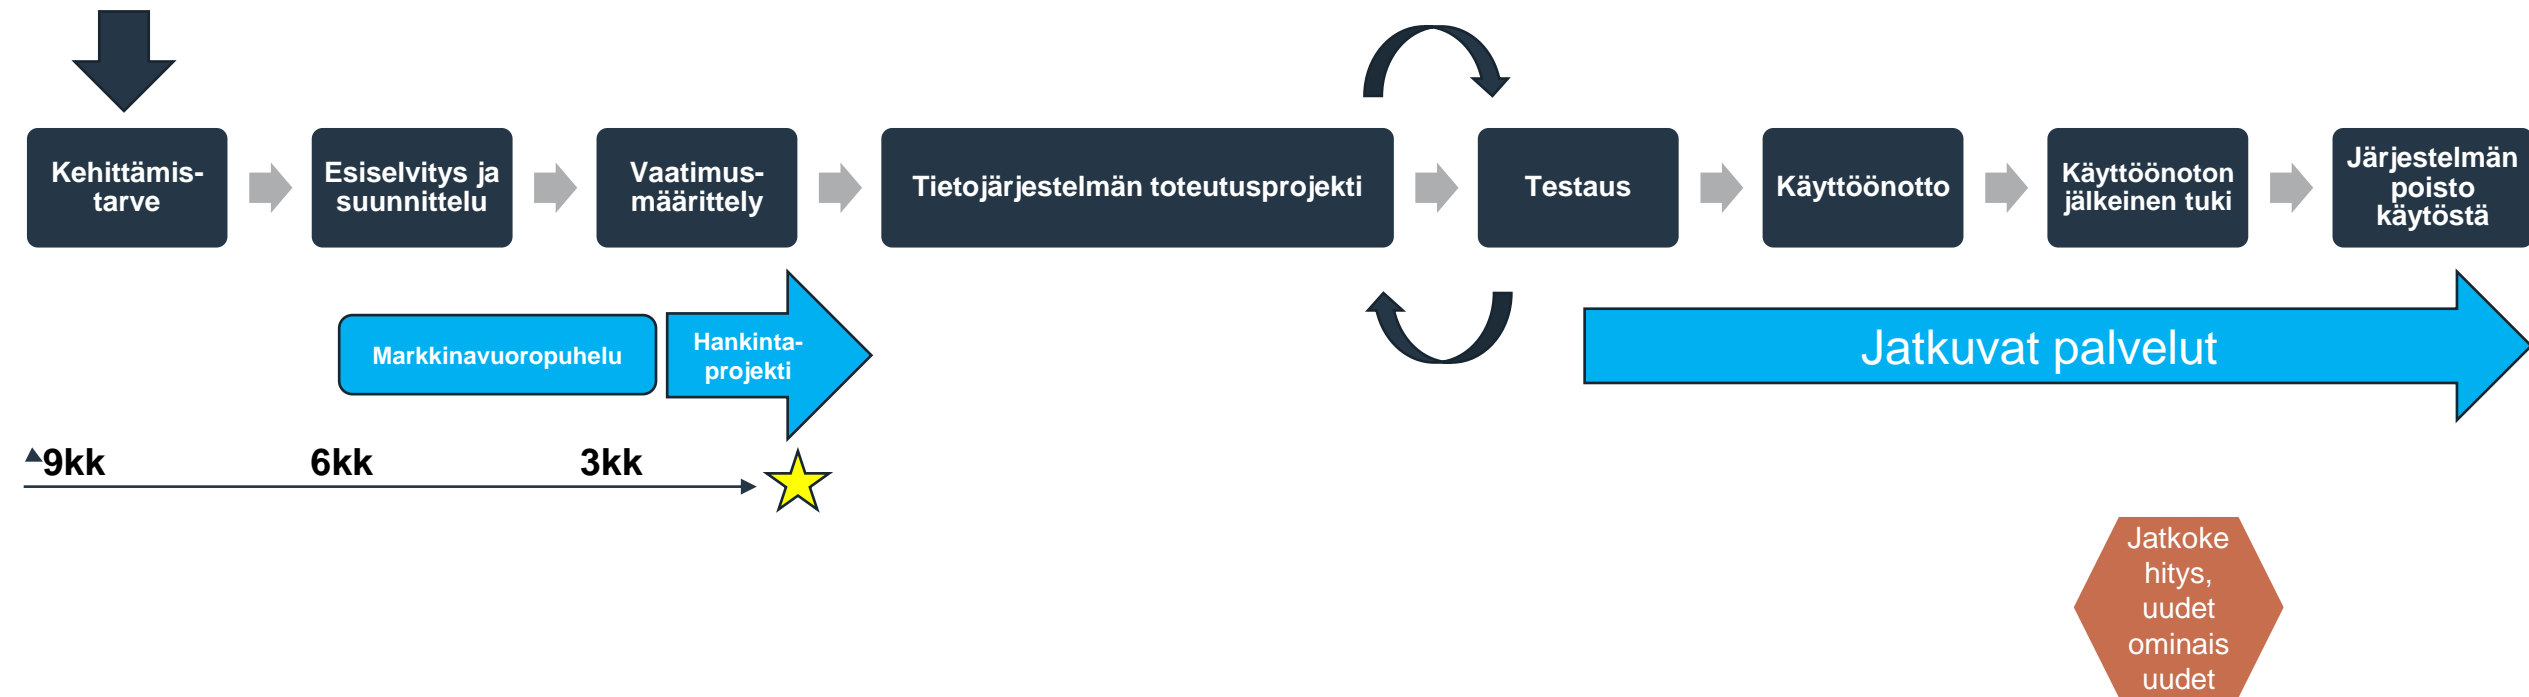 Kehittämis-
tarve
Esiselvitys ja
suunnittelu
Vaatimus-
määrittely
Tietojärjestelmän toteutusprojekti
Testaus
Käyttöönotto
Käyttöönoton
jälkeinen tuki
Järjestelmän
poisto
käytöstä
Markkinavuoropuhelu
Hankinta-
projekti
Jatkuvat palvelut
9kk
6kk
3kk
Jatkoke
hitys,
uudet
ominais
uudet